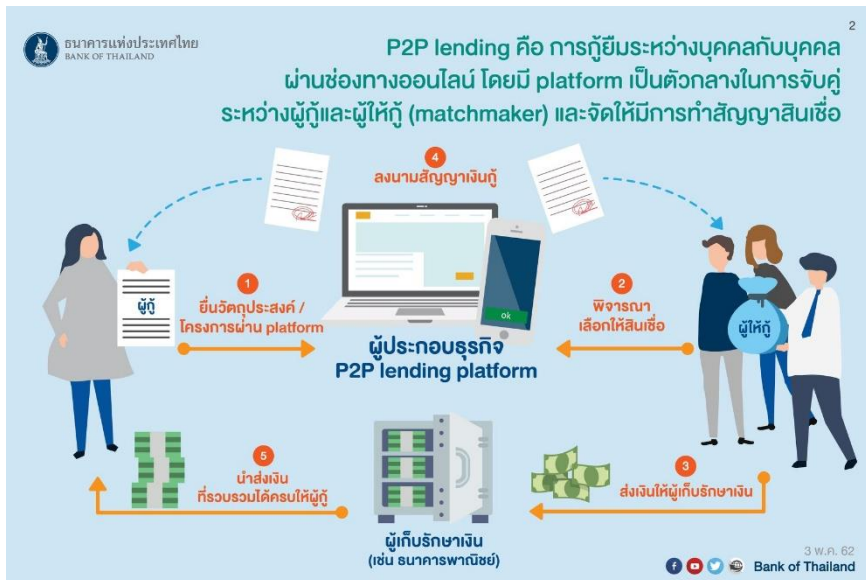 2
ธนาคารแห่งประเทศไทย
BANK OF THAILAND
P2P lending คือ การกู้ยืมระหว่างบุคคลกับบุคคล
ผ่านช่องทางออนไลน์ โดยมี platform เป็นตัวกลางในการจับคู่
ระหว่างผู้กู้และผู้ให้กู้ (matchmaker) และจัดให้มีการทำสัญญาสินเชื่อ
4
ลงนามสัญญาเงินกู้
ผู้กู้
1
ยื่นวัตถุประสงค์ /
โครงการผ่าน platform
ok
2
พิจารณา
เลือกให้สินเชื่อ
ผู้ให้กู้
ผู้ประกอบธุรกิจ
P2P lending platform
5
นำส่งเงิน
ที่รวบรวมได้ครบให้ผู้กู้
3
ส่งเงินให้ผู้เก็บรักษาเงิน
ผู้เก็บรักษาเงิน
(เช่น ธนาคารพาณิชย์)
3 พ.ค. 62
Bank of Thailand